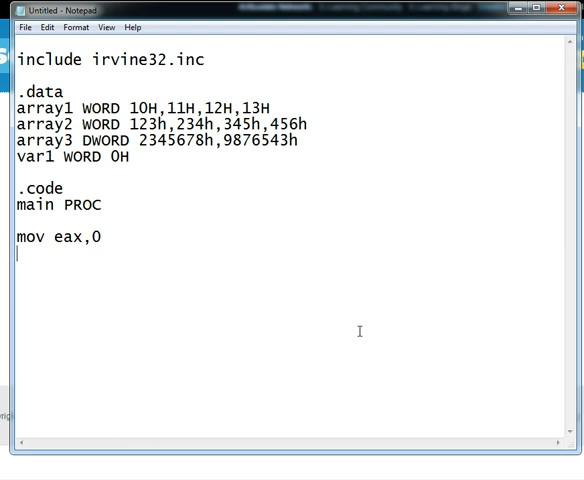 Untitled - Notepad
File Edit Format View Help
include irvine32.inc
.data
array1 WORD 10H,11H,12H,13H
array2 WORD 123h,234h,345h,456h
array3 DWORD 2345678h,9876543h
var1 WORD 0H
.code
main PROC
mov eax,0